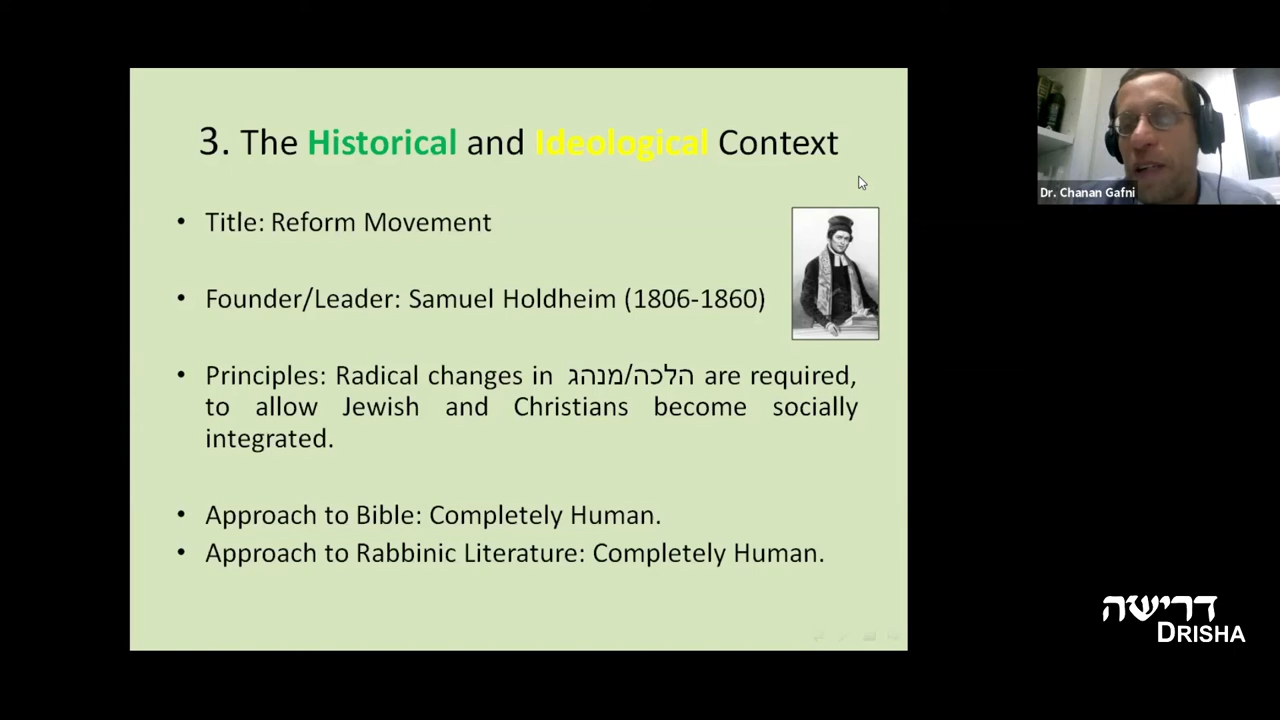 3. The Historical and Ideological Context
• Title: Reform Movement
• Founder/Leader: Samuel Holdheim (1806-1860)
• Principles: Radical changes in הלכה/מנהג are required,
to allow Jewish and Christians become socially
integrated.
• Approach to Bible: Completely Human.
• Approach to Rabbinic Literature: Completely Human.
Dr. Chanan Gafni
דרישה
DRISHA